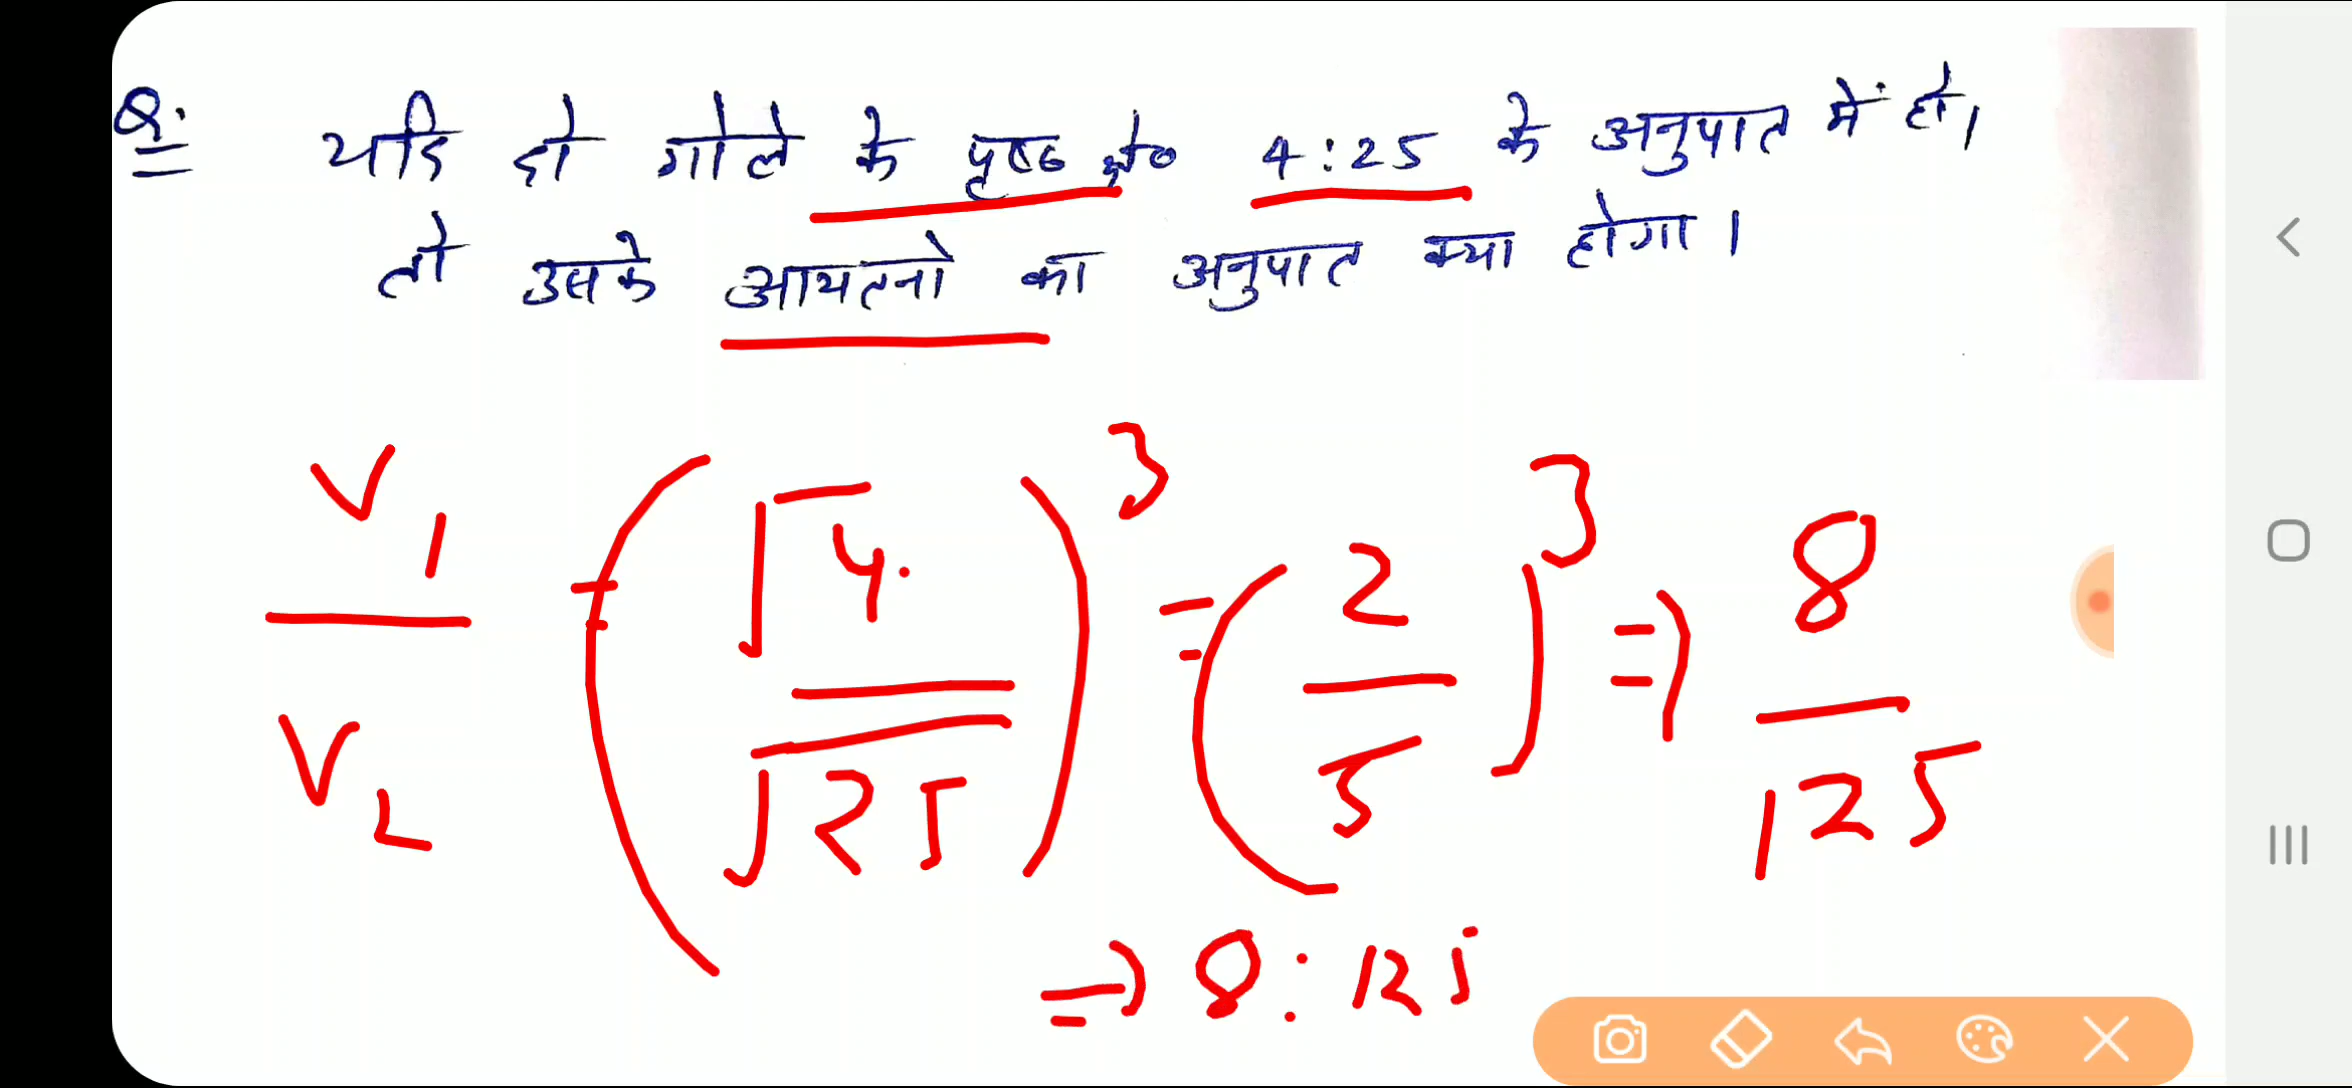 Q: यदि दो गोले के पृष्ठ क्षे० 4:25 के अनुपात में हो।
तो उसके आयतनो का अनुपात क्या होगा।
V1/V2 = (√4/√25)^3 = (2/5)^3 ⇒ 8/125
⇒ 8:125